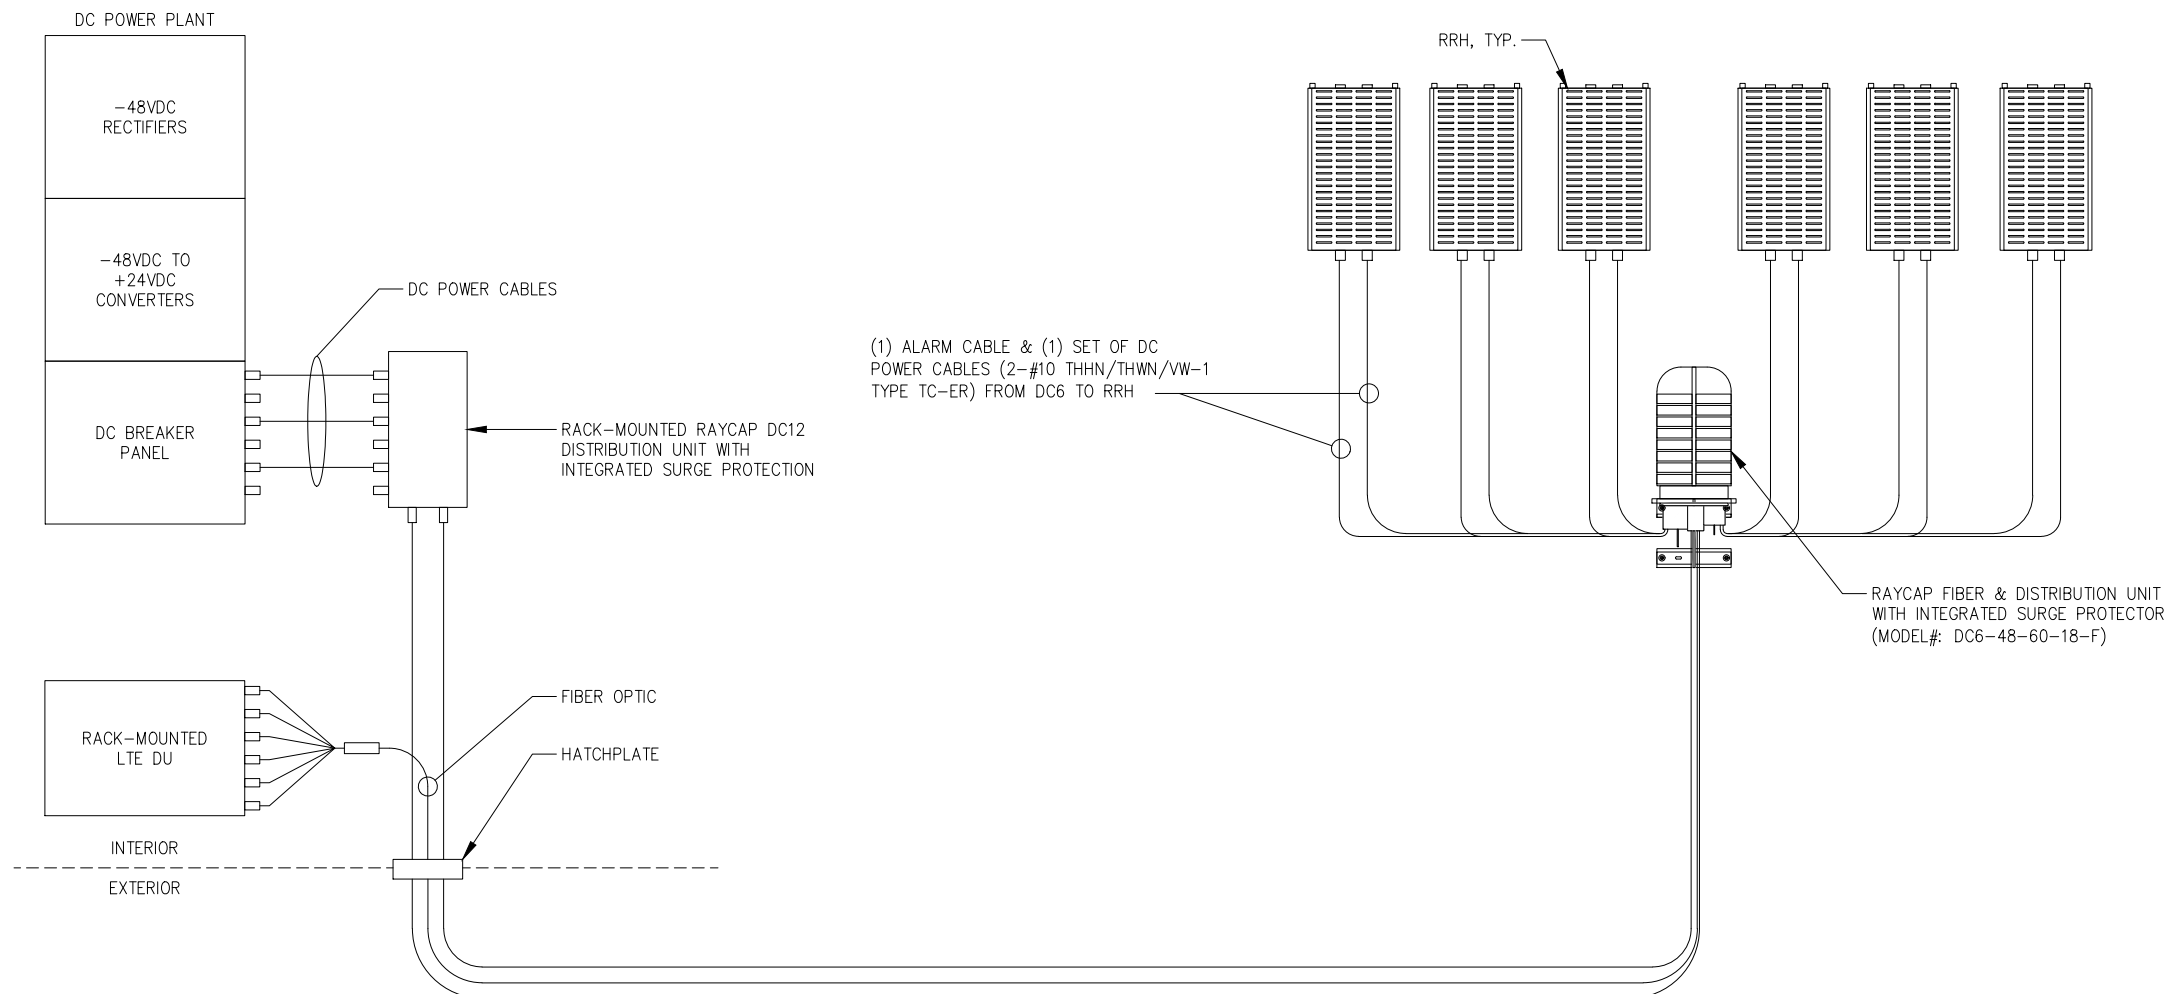 DC POWER PLANT
-48VDC
RECTIFIERS
-48VDC TO
+24VDC
CONVERTERS
DC BREAKER
PANEL
DC POWER CABLES
RACK-MOUNTED RAYCAP DC12
DISTRIBUTION UNIT WITH
INTEGRATED SURGE PROTECTION
RRH, TYP.
(1) ALARM CABLE & (1) SET OF DC
POWER CABLES (2-#10 THHN/THWN/VW-1
TYPE TC-ER) FROM DC6 TO RRH
RAYCAP FIBER & DISTRIBUTION UNIT
WITH INTEGRATED SURGE PROTECTOR
(MODEL#: DC6-48-60-18-F)
RACK-MOUNTED
LTE DU
FIBER OPTIC
HATCHPLATE
INTERIOR
EXTERIOR